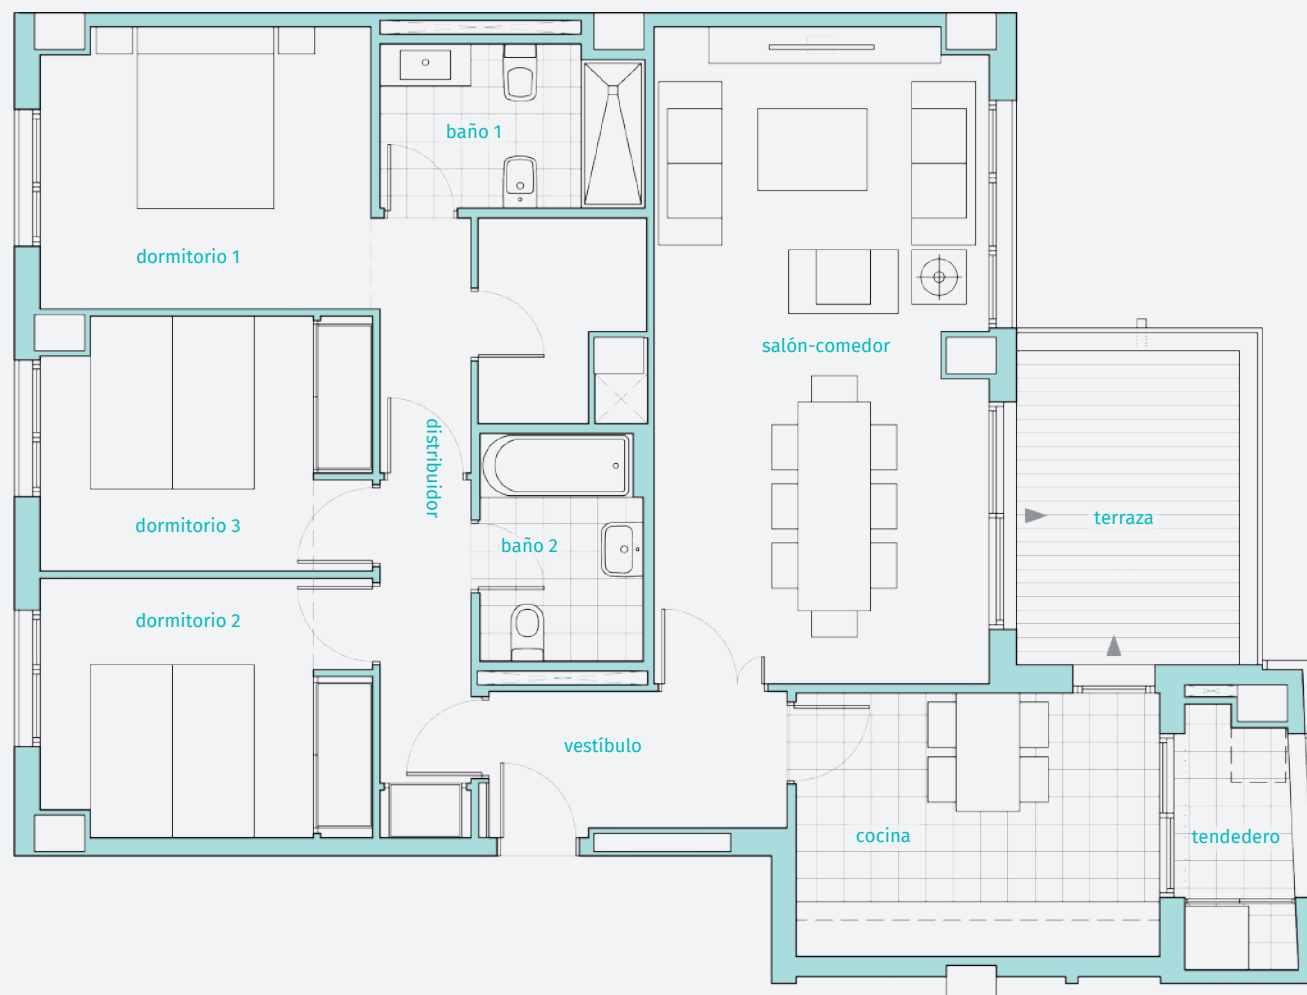 baño 1
dormitorio 1
salón-comedor
distribuidor
terraza
dormitorio 3
baño 2
dormitorio 2
vestíbulo
cocina
tendedero